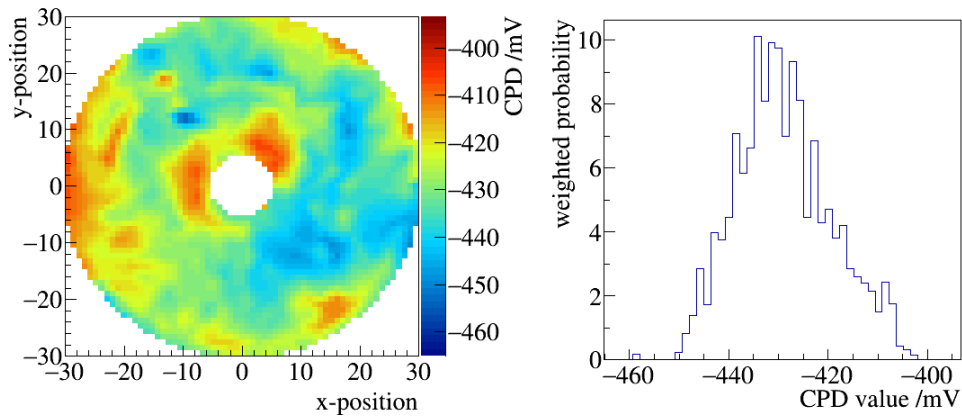 y-position
30
20
10
0
−10
−20
−30
−30 −20 −10 0 10 20 30
x-position
CPD /mV
−400
−410
−420
−430
−440
−450
−460
weighted probability
10
8
6
4
2
0
−460 −440 −420 −400
CPD value /mV